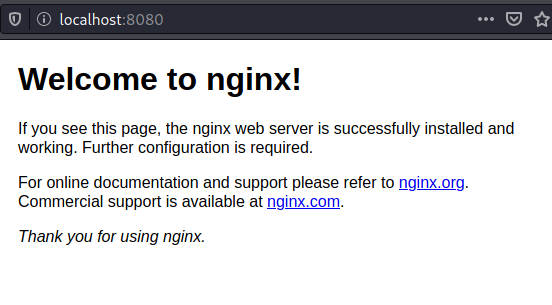 localhost:8080
Welcome to nginx!
If you see this page, the nginx web server is successfully installed and
working. Further configuration is required.
For online documentation and support please refer to nginx.org.
Commercial support is available at nginx.com.
Thank you for using nginx.